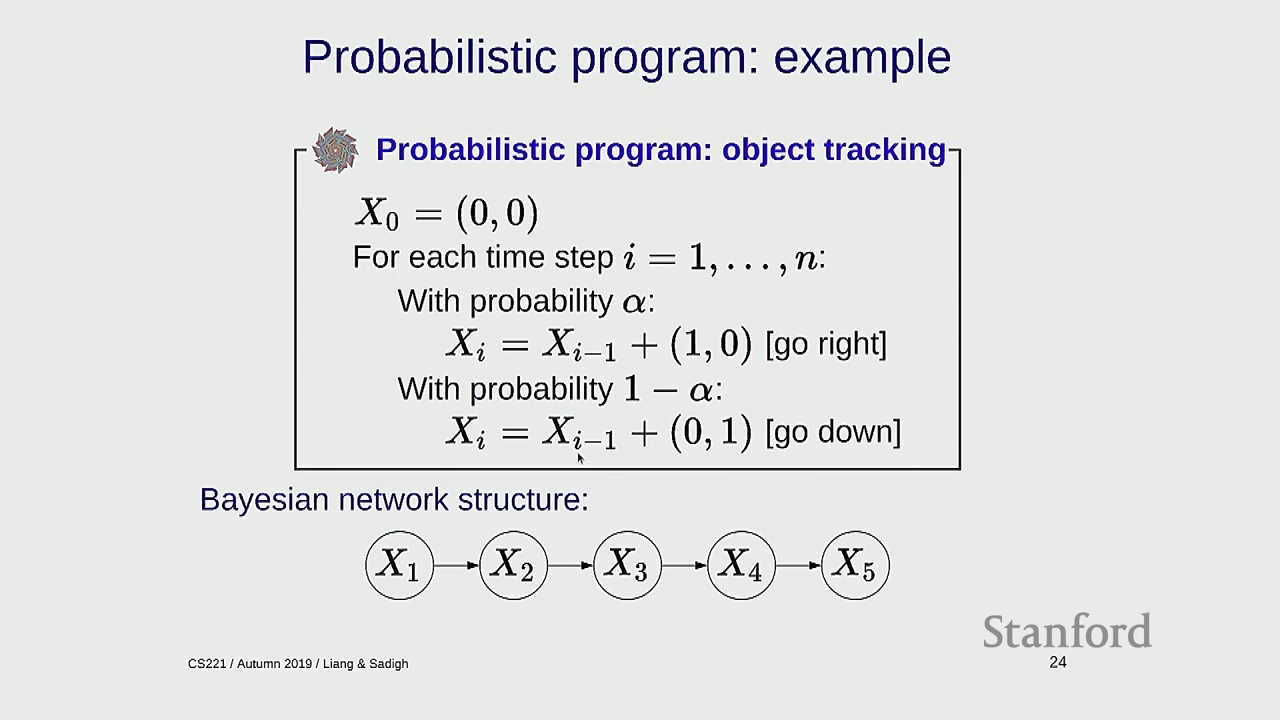 Probabilistic program: example
Probabilistic program: object tracking
X₀ = (0, 0)
For each time step i = 1, . . . , n:
With probability α:
Xᵢ = Xᵢ₋₁ + (1, 0) [go right]
With probability 1 − α:
Xᵢ = Xᵢ₋₁ + (0, 1) [go down]
Bayesian network structure:
X₁ X₂ X₃ X₄ X₅
Stanford
CS221 / Autumn 2019 / Liang & Sadigh 24